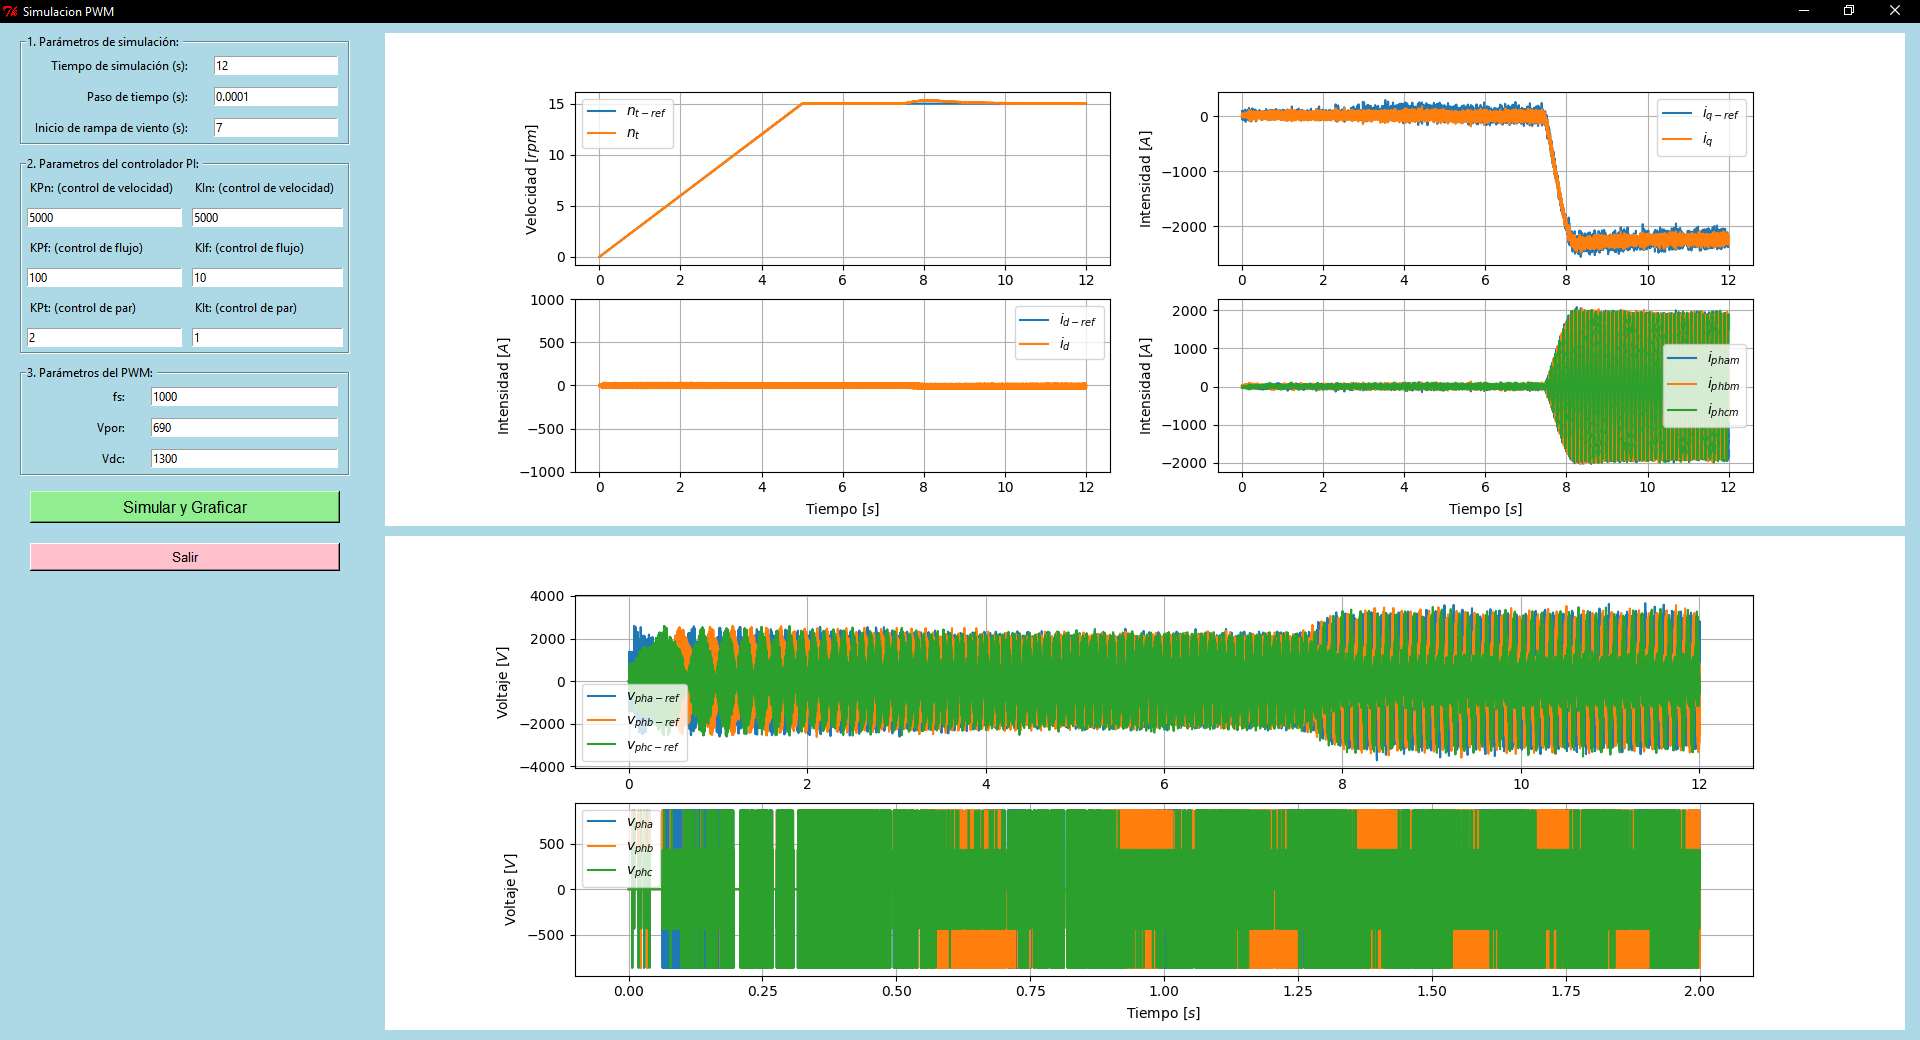 Simulacion PWM
1. Parámetros de simulación:
Tiempo de simulación (s): 12
Paso de tiempo (s): 0.0001
Inicio de rampa de viento (s): 7
2. Parametros del controlador PI:
KPn: (control de velocidad) KIn: (control de velocidad)
5000 5000
KPf: (control de flujo) KIf: (control de flujo)
100 10
KPt: (control de par) KIt: (control de par)
2 1
3. Parámetros del PWM:
fs: 1000
Vpor: 690
Vdc: 1300
Simular y Graficar
Salir
Velocidad [rpm]
15
10
5
0
n_{t-ref}
n_t
0 2 4 6 8 10 12
Intensidad [A]
0
−1000
−2000
i_{q-ref}
i_q
0 2 4 6 8 10 12
Intensidad [A]
1000
500
0
−500
−1000
i_{d-ref}
i_d
0 2 4 6 8 10 12
Tiempo [s]
Intensidad [A]
2000
1000
0
−1000
−2000
i_{pham}
i_{phbm}
i_{phcm}
0 2 4 6 8 10 12
Tiempo [s]
Voltaje [V]
4000
2000
0
−2000
−4000
v_{pha-ref}
v_{phb-ref}
v_{phc-ref}
0 2 4 6 8 10 12
Voltaje [V]
500
0
−500
v_{pha}
v_{phb}
v_{phc}
0.00 0.25 0.50 0.75 1.00 1.25 1.50 1.75 2.00
Tiempo [s]